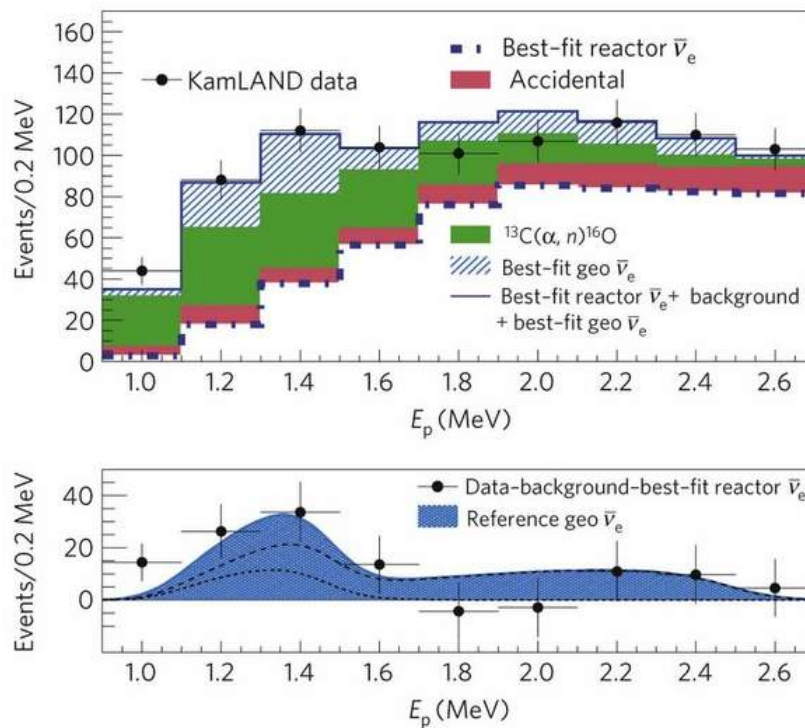 160
140
120
100
80
60
40
20
0
Events/0.2 MeV
KamLAND data
Best–fit reactor ν̅e
Accidental
¹³C(α, n)¹⁶O
Best–fit geo ν̅e
Best–fit reactor ν̅e+ background
+ best–fit geo ν̅e
1.0 1.2 1.4 1.6 1.8 2.0 2.2 2.4 2.6
Ep (MeV)
40
20
0
Events/0.2 MeV
Data–background–best–fit reactor ν̅e
Reference geo ν̅e
1.0 1.2 1.4 1.6 1.8 2.0 2.2 2.4 2.6
Ep (MeV)